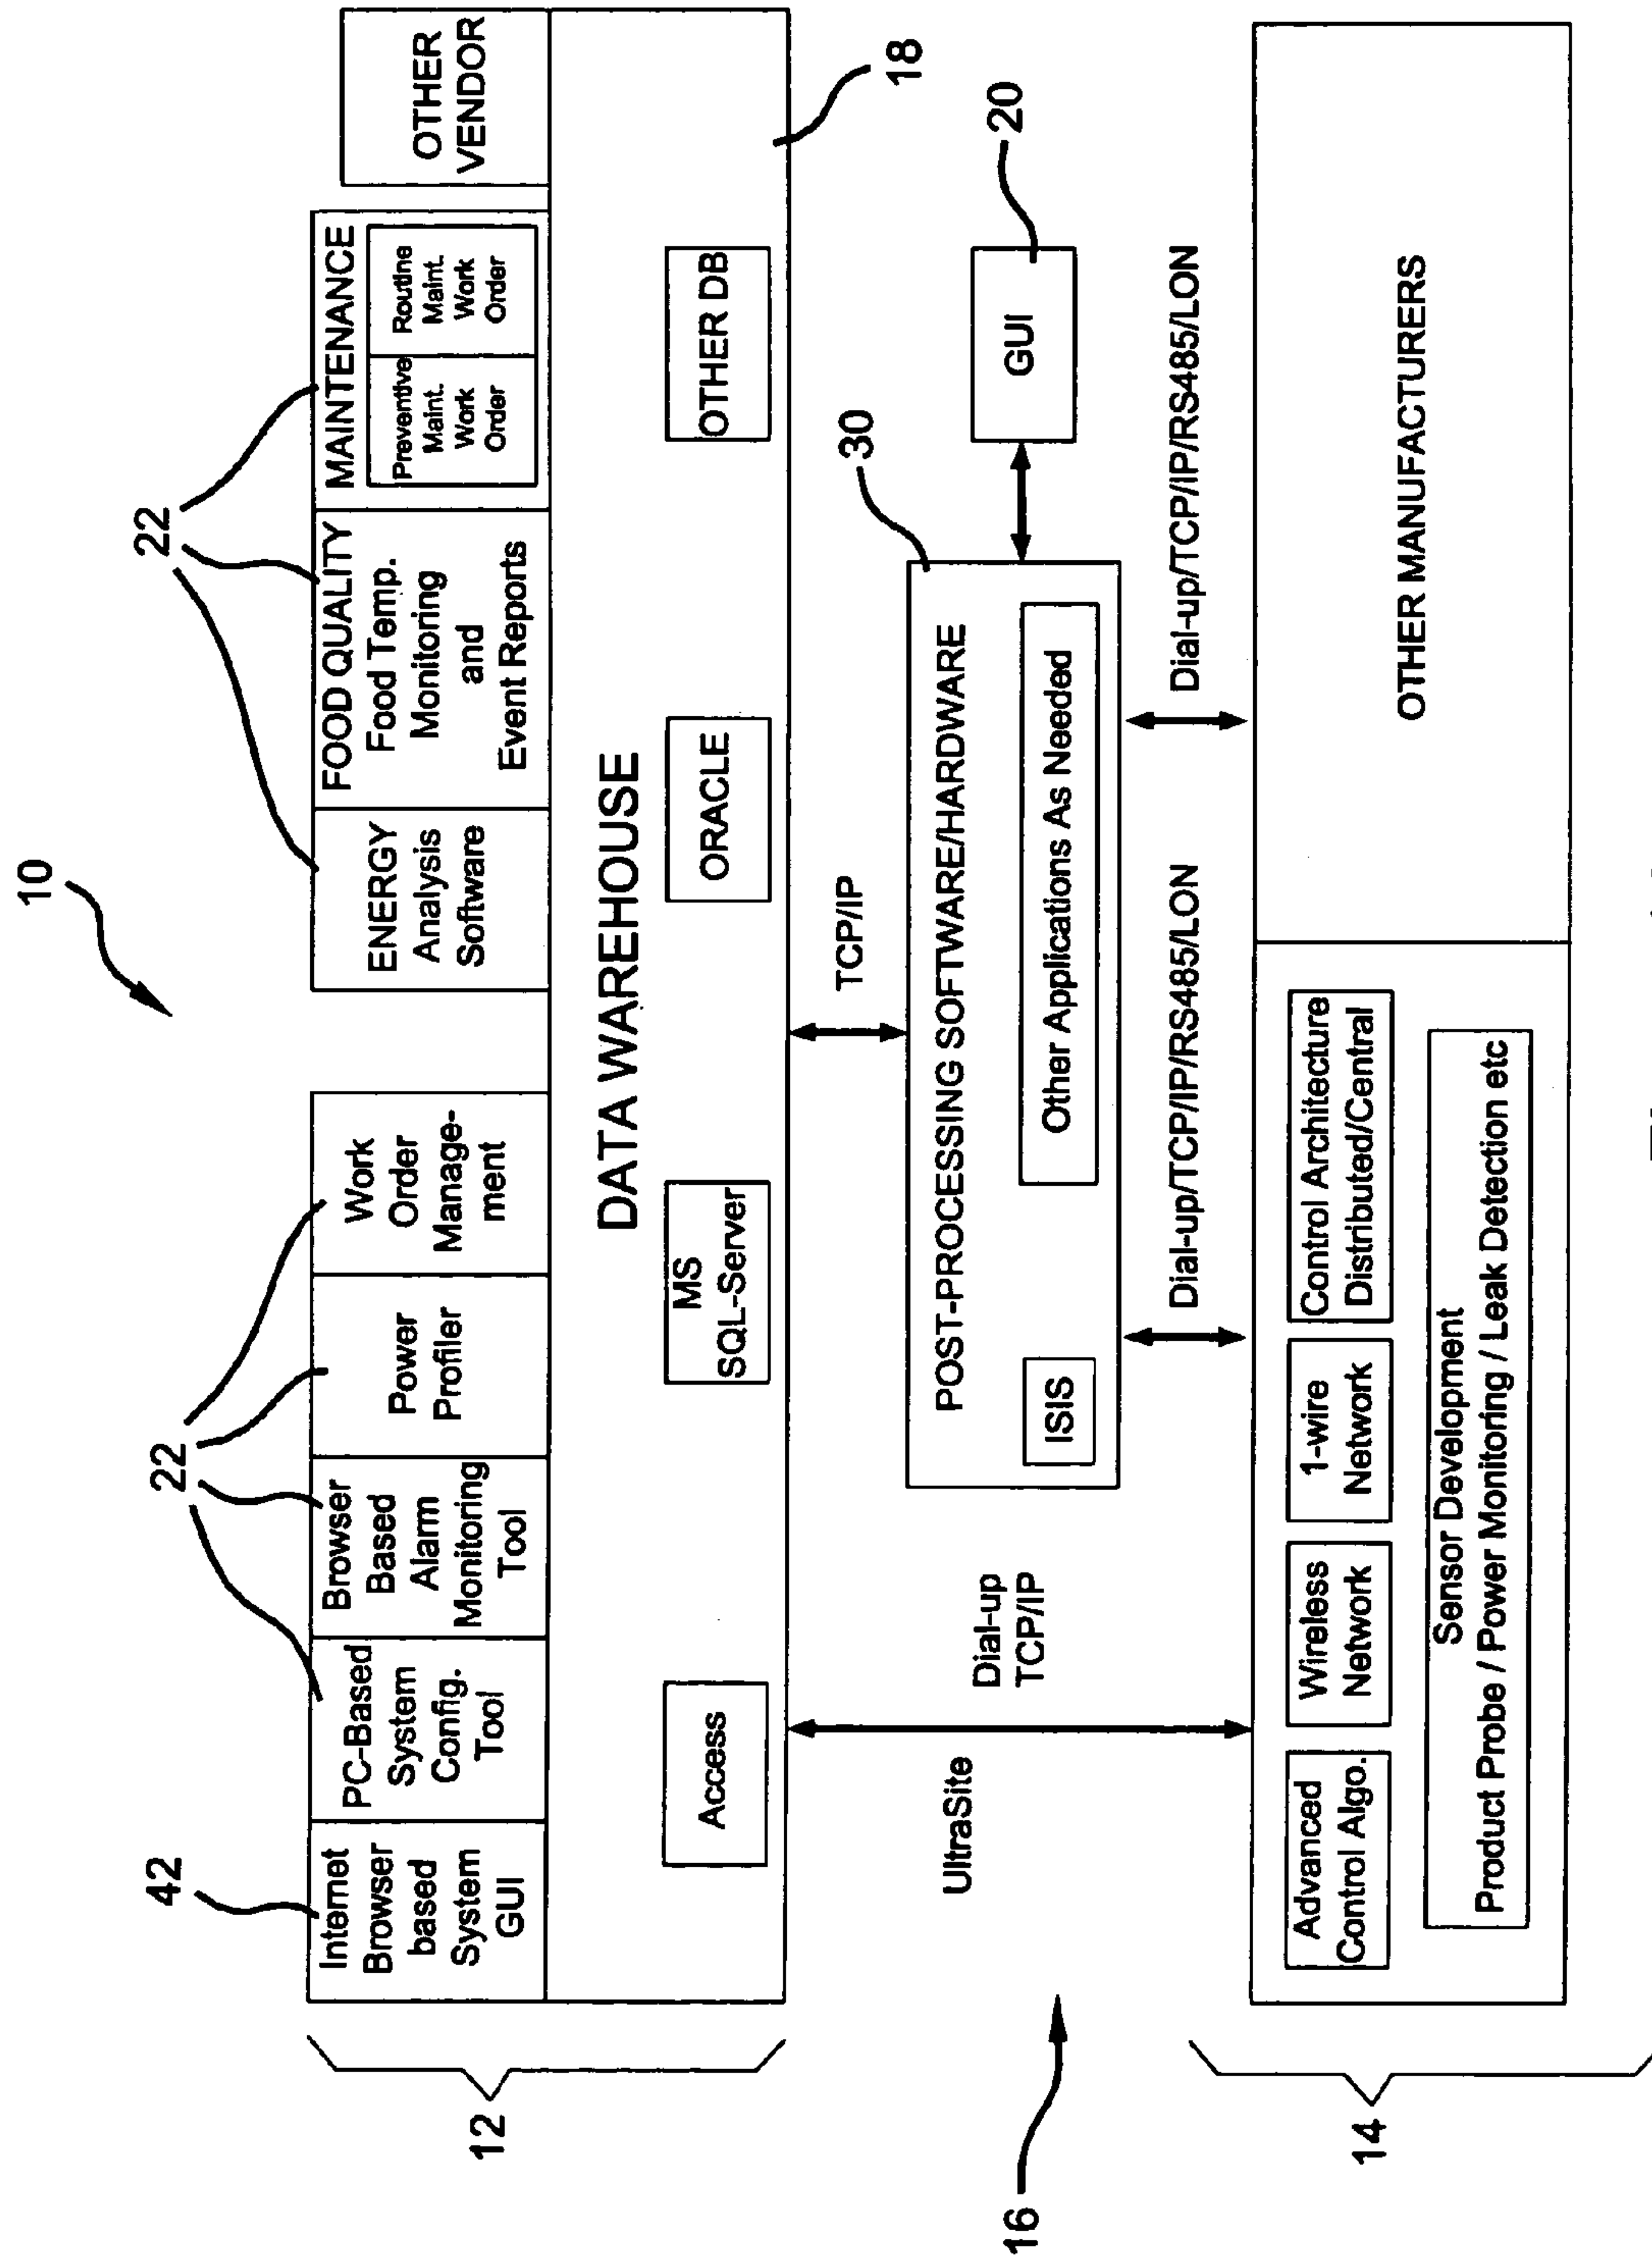 10
22
22
42
Internet
Browser
based
System
GUI
PC-Based
System
Config.
Tool
Browser
Based
Alarm
Monitoring
Tool
Power
Profiler
Work
Order
Manage-
ment
ENERGY
Analysis
Software
FOOD QUALITY
Food Temp.
Monitoring
and
Event Reports
MAINTENANCE
Preventive
Maint.
Work
Order
Routine
Maint.
Work
Order
OTHER
VENDOR
12
DATA WAREHOUSE
Access
MS
SQL-Server
ORACLE
OTHER DB
18
UltraSite
Dial-up
TCP/IP
TCP/IP
30
POST-PROCESSING SOFTWARE/HARDWARE
ISIS
Other Applications As Needed
GUI
20
16
Dial-up/TCP/IP/RS485/LON
Dial-up/TCP/IP/RS485/LON
14
Advanced
Control Algo.
Wireless
Network
1-wire
Network
Control Architecture
Distributed/Central
Sensor Development
Product Probe / Power Monitoring / Leak Detection etc
OTHER MANUFACTURERS